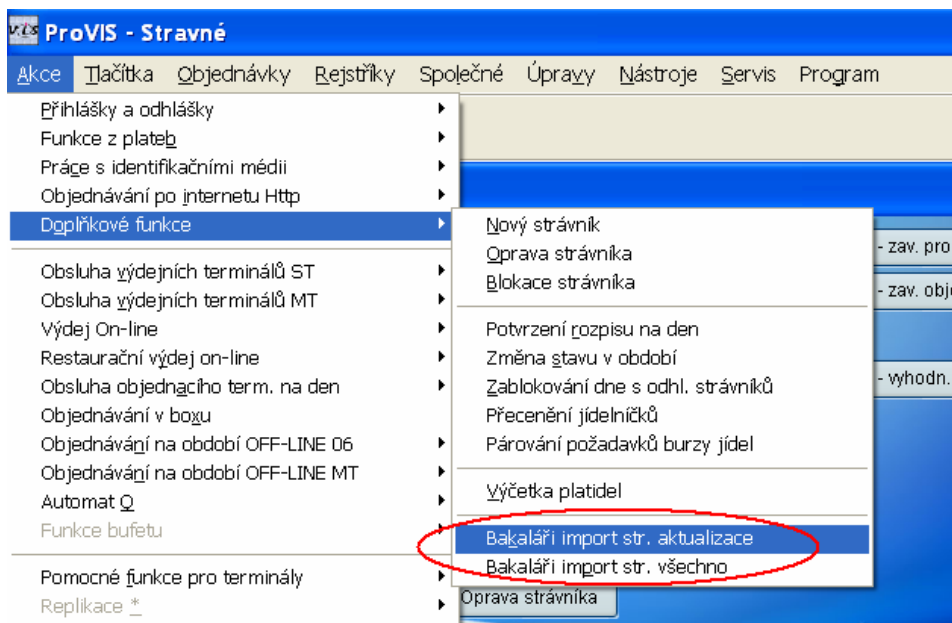 v.i.s ProVIS - Stravné
Akce Tlačítka Objednávky Rejstříky Společné Úpravy Nástroje Servis Program
Přihlášky a odhlášky
Funkce z plateb
Práce s identifikačními médii
Objednávání po internetu Http
Doplňkové funkce
Obsluha výdejních terminálů ST
Obsluha výdejních terminálů MT
Výdej On-line
Restaurační výdej on-line
Obsluha objednacího term. na den
Objednávání v boxu
Objednávání na období OFF-LINE 06
Objednávání na období OFF-LINE MT
Automat Q
Funkce bufetu
Pomocné funkce pro terminály
Replikace *
Nový strávník
Oprava strávníka
Blokace strávníka
Potvrzení rozpisu na den
Změna stavu v období
Zablokování dne s odhl. strávníků
Přecenění jídelníčků
Párování požadavků burzy jídel
Výčetka platidel
Bakaláři import str. aktualizace
Bakaláři import str. všechno
Oprava strávníka
- zav. pro
- zav. obje
- vyhodn.